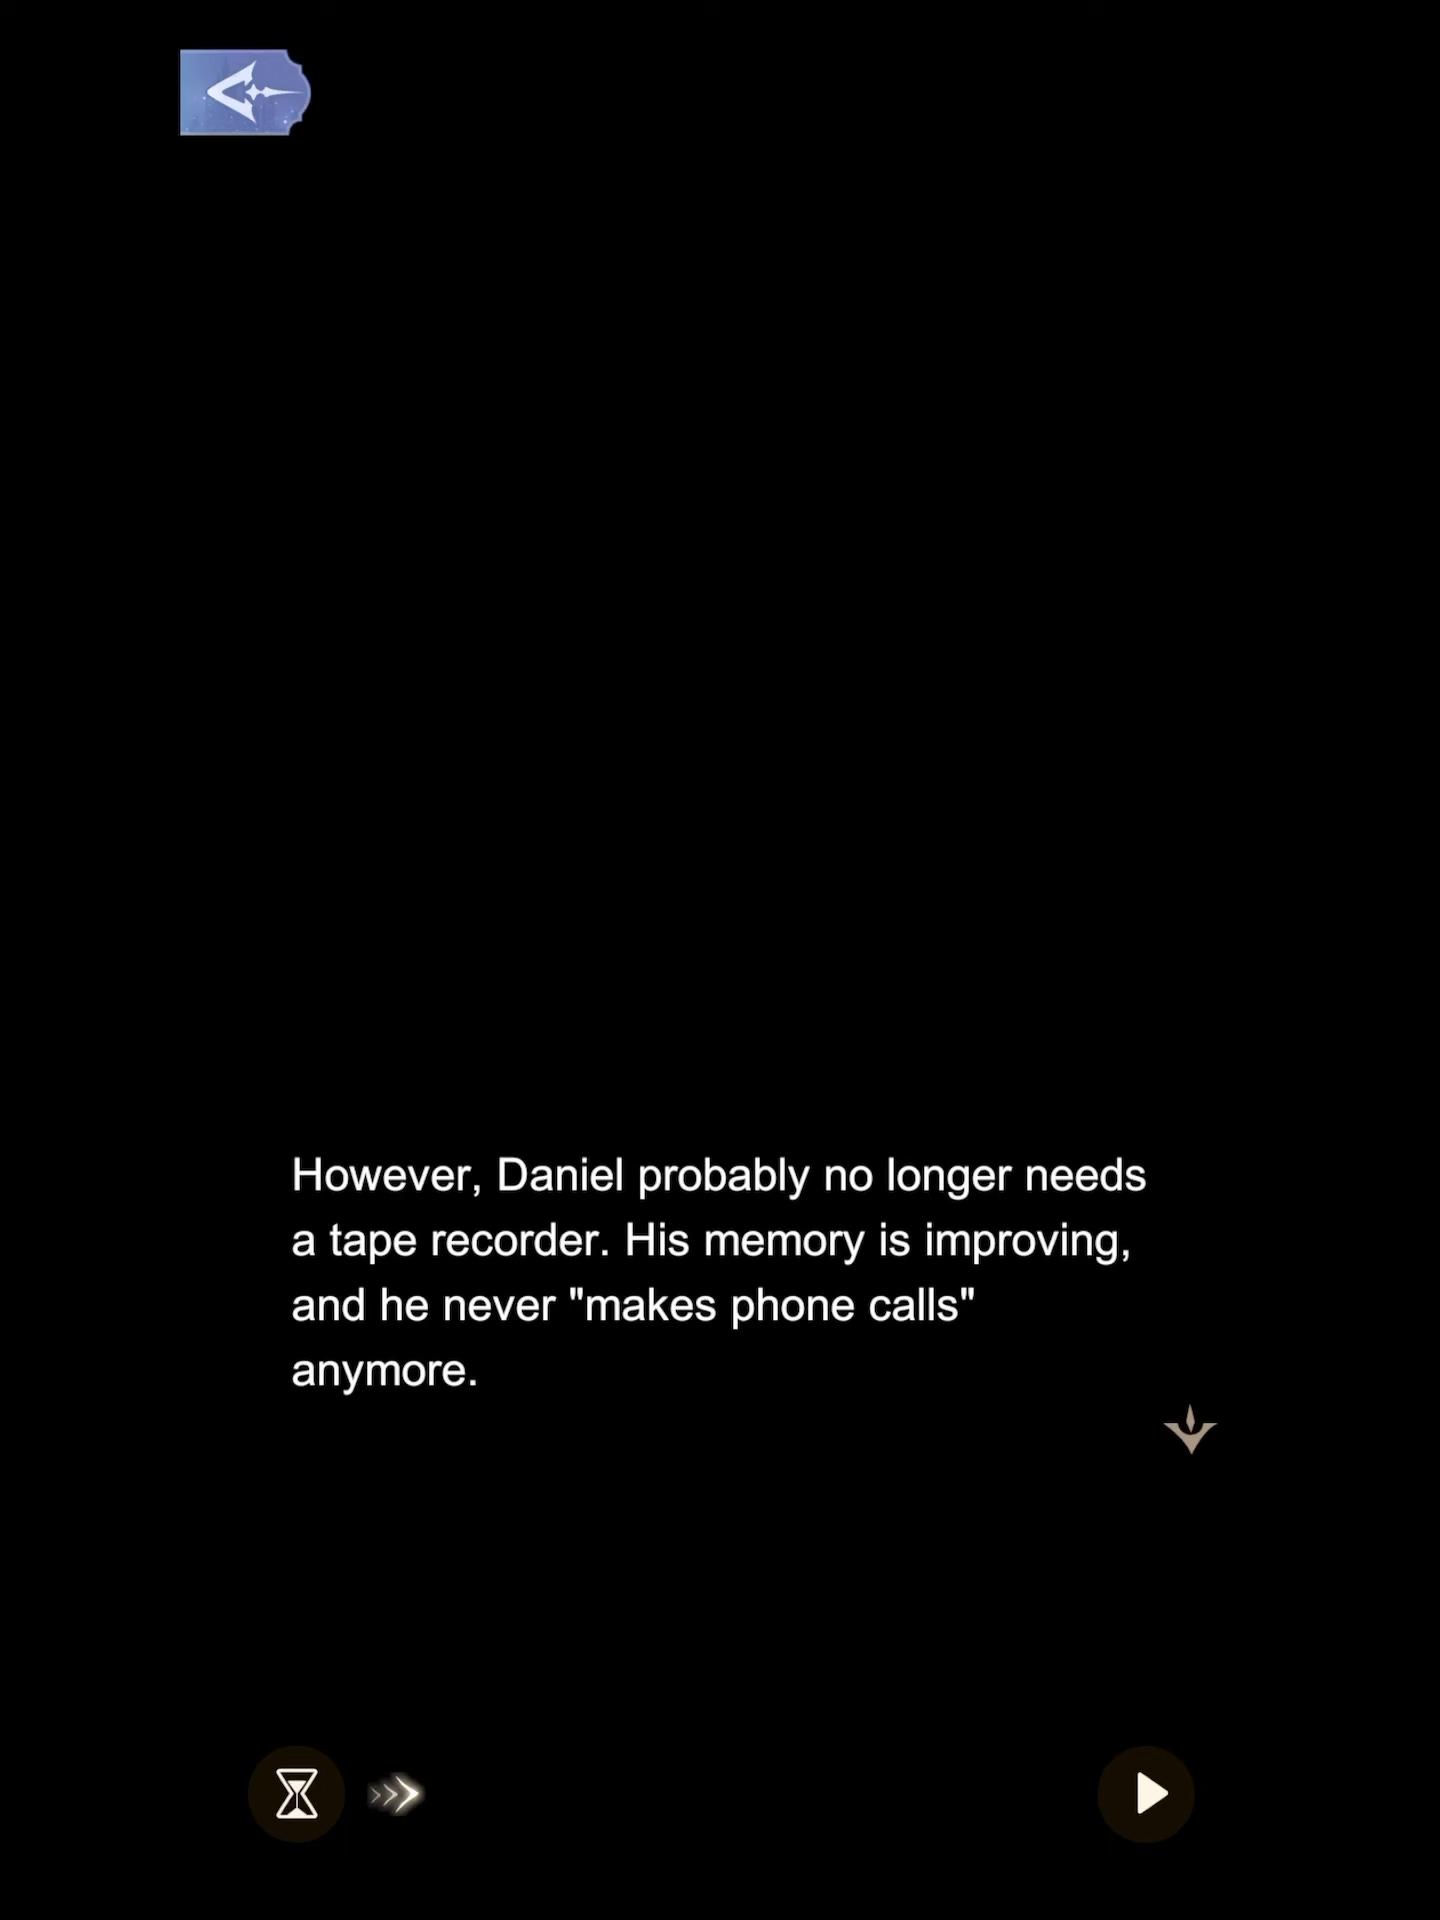 However, Daniel probably no longer needs
a tape recorder. His memory is improving,
and he never "makes phone calls"
anymore.